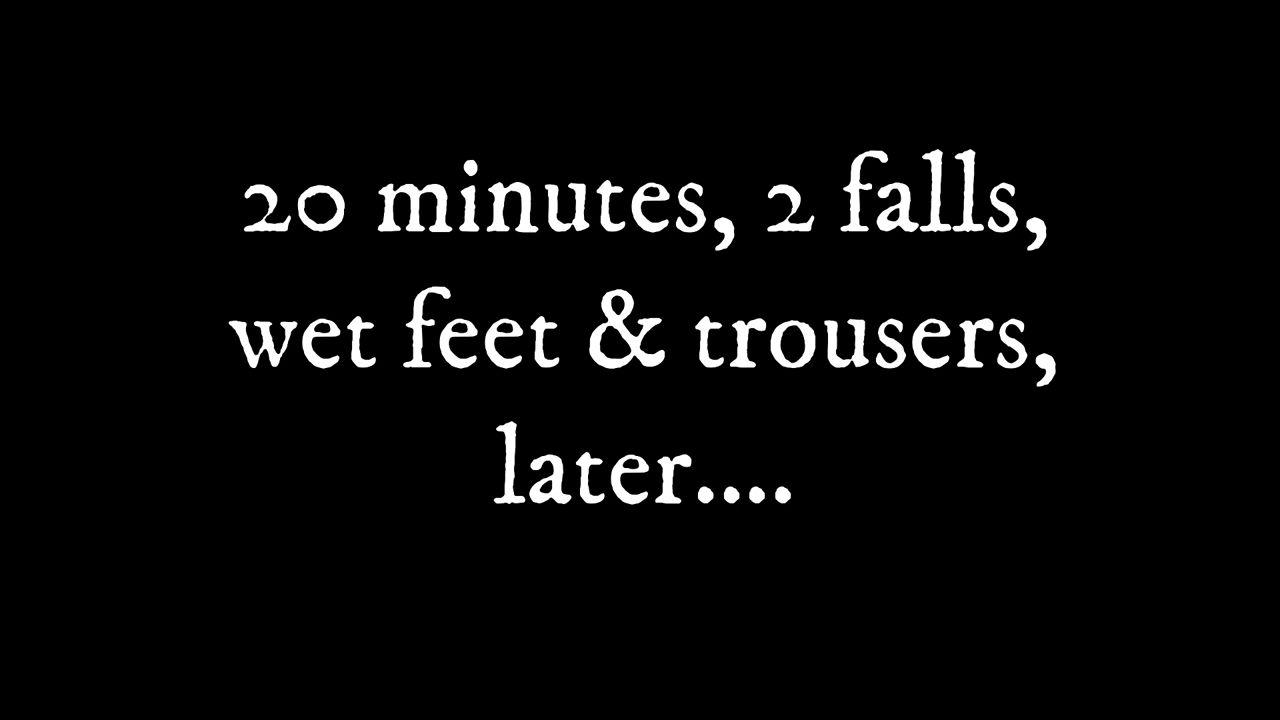 20 minutes, 2 falls,
wet feet & trousers,
later....